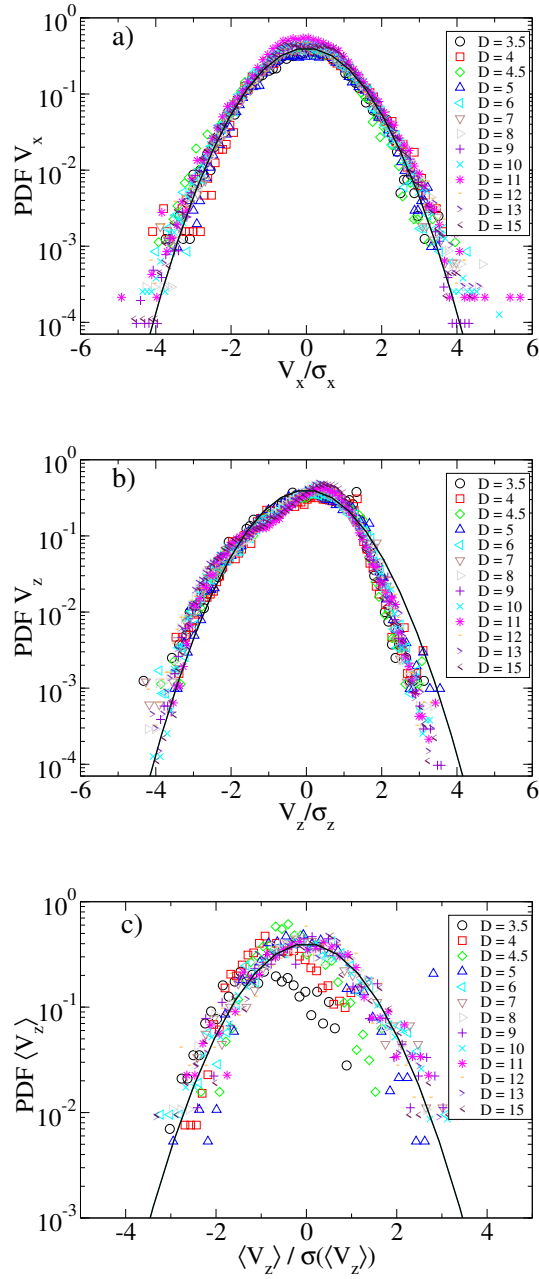 a)
PDF V_x
10^0
10^-1
10^-2
10^-3
10^-4
-6 -4 -2 0 2 4 6
V_x/σ_x
D = 3.5
D = 4
D = 4.5
D = 5
D = 6
D = 7
D = 8
D = 9
D = 10
D = 11
D = 12
D = 13
D = 15
b)
PDF V_z
10^0
10^-1
10^-2
10^-3
10^-4
-6 -4 -2 0 2 4 6
V_z/σ_z
D = 3.5
D = 4
D = 4.5
D = 5
D = 6
D = 7
D = 8
D = 9
D = 10
D = 11
D = 12
D = 13
D = 15
c)
PDF ⟨V_z⟩
10^0
10^-1
10^-2
10^-3
-4 -2 0 2 4
⟨V_z⟩ / σ(⟨V_z⟩)
D = 3.5
D = 4
D = 4.5
D = 5
D = 6
D = 7
D = 8
D = 9
D = 10
D = 11
D = 12
D = 13
D = 15